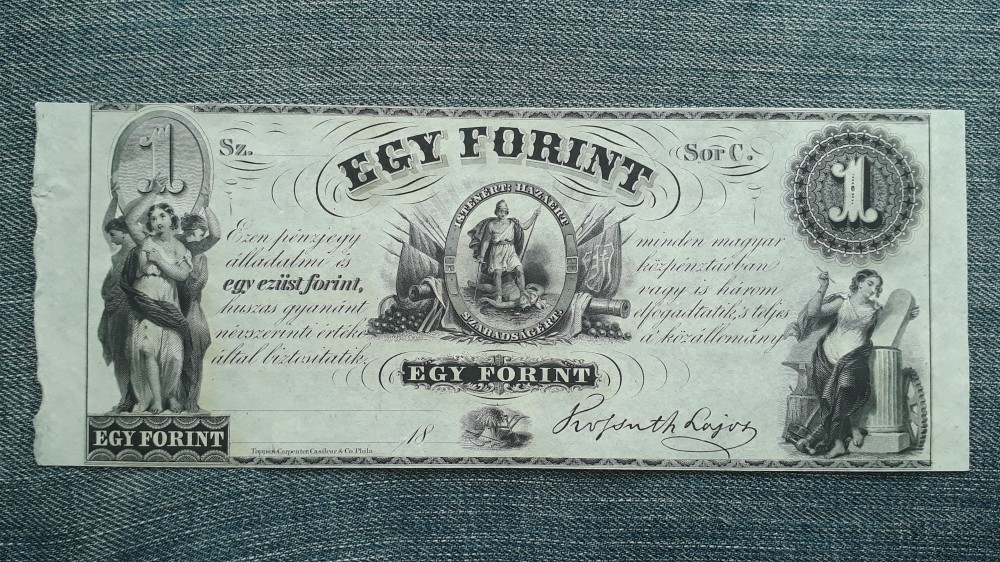 1
Sz.
EGY FORINT
Sor C.
1
ISTENÉRT; HAZAÉRT
SZABADSÁGÉRT.
Ezen pénzjegy minden magyar
álladalmi és közpénztárban
egy ezüst forint, vagy is három
huszas gyanánt elfogadtatik, 's teljes
névszerinti értéke a közállomány
által biztositatik.
EGY FORINT
EGY FORINT
18
Kossuth Lajos
Toppan, Carpenter, Casilear & Co. Phila